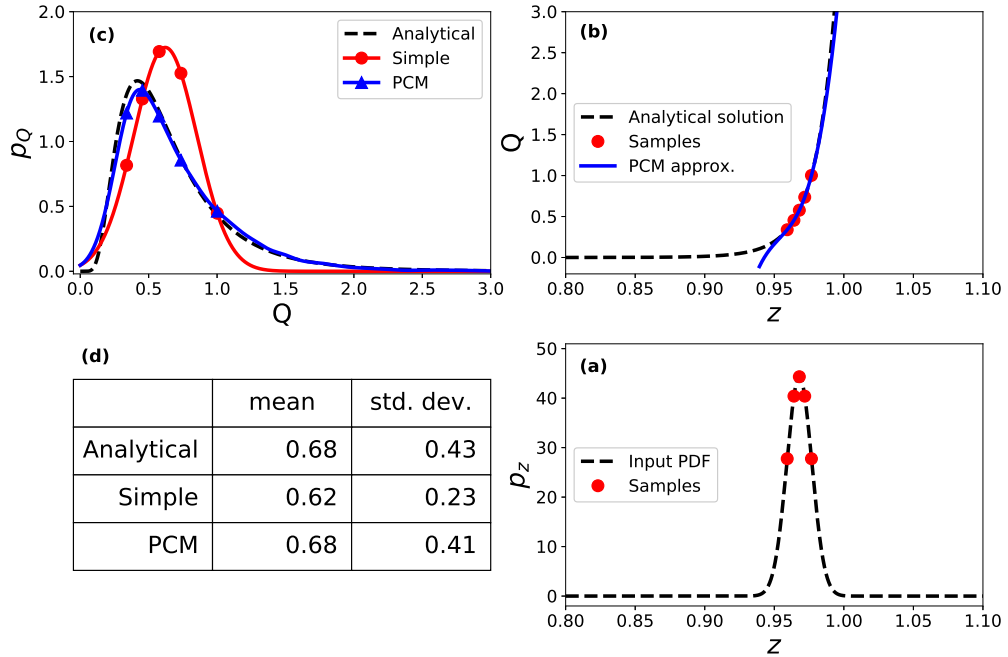 (c)
Analytical
Simple
PCM
2.0
1.5
1.0
0.5
0.0
p_Q
0.0 0.5 1.0 1.5 2.0 2.5 3.0
Q
(b)
Analytical solution
Samples
PCM approx.
3.0
2.5
2.0
1.5
1.0
0.5
0.0
Q
0.80 0.85 0.90 0.95 1.00 1.05 1.10
z
(d)
mean std. dev.
Analytical 0.68 0.43
Simple 0.62 0.23
PCM 0.68 0.41
(a)
Input PDF
Samples
50
40
30
20
10
0
p_z
0.80 0.85 0.90 0.95 1.00 1.05 1.10
z